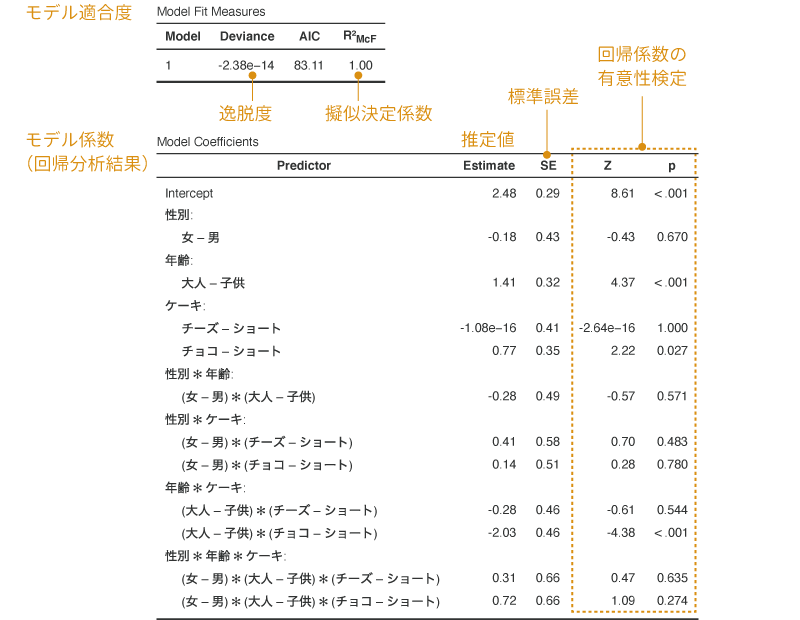 モデル適合度
Model Fit Measures
Model Deviance AIC R²McF
1 -2.38e−14 83.11 1.00
逸脱度 擬似決定係数
回帰係数の
有意性検定
標準誤差
モデル係数
（回帰分析結果）
Model Coefficients
推定値
Predictor Estimate SE Z p
Intercept 2.48 0.29 8.61 < .001
性別:
女 – 男 -0.18 0.43 -0.43 0.670
年齢:
大人 – 子供 1.41 0.32 4.37 < .001
ケーキ:
チーズ – ショート -1.08e−16 0.41 -2.64e−16 1.000
チョコ – ショート 0.77 0.35 2.22 0.027
性別 ∗ 年齢:
(女 – 男) ∗ (大人 – 子供) -0.28 0.49 -0.57 0.571
性別 ∗ ケーキ:
(女 – 男) ∗ (チーズ – ショート) 0.41 0.58 0.70 0.483
(女 – 男) ∗ (チョコ – ショート) 0.14 0.51 0.28 0.780
年齢 ∗ ケーキ:
(大人 – 子供) ∗ (チーズ – ショート) -0.28 0.46 -0.61 0.544
(大人 – 子供) ∗ (チョコ – ショート) -2.03 0.46 -4.38 < .001
性別 ∗ 年齢 ∗ ケーキ:
(女 – 男) ∗ (大人 – 子供) ∗ (チーズ – ショート) 0.31 0.66 0.47 0.635
(女 – 男) ∗ (大人 – 子供) ∗ (チョコ – ショート) 0.72 0.66 1.09 0.274